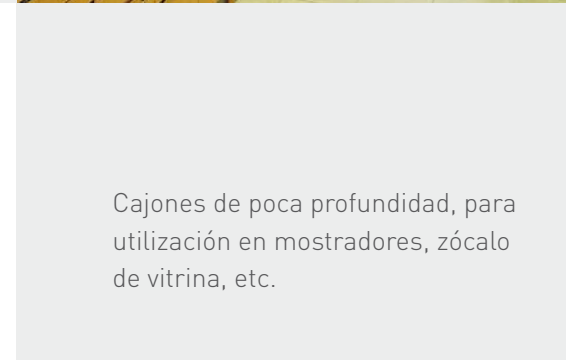 Cajones de poca profundidad, para
utilización en mostradores, zócalo
de vitrina, etc.